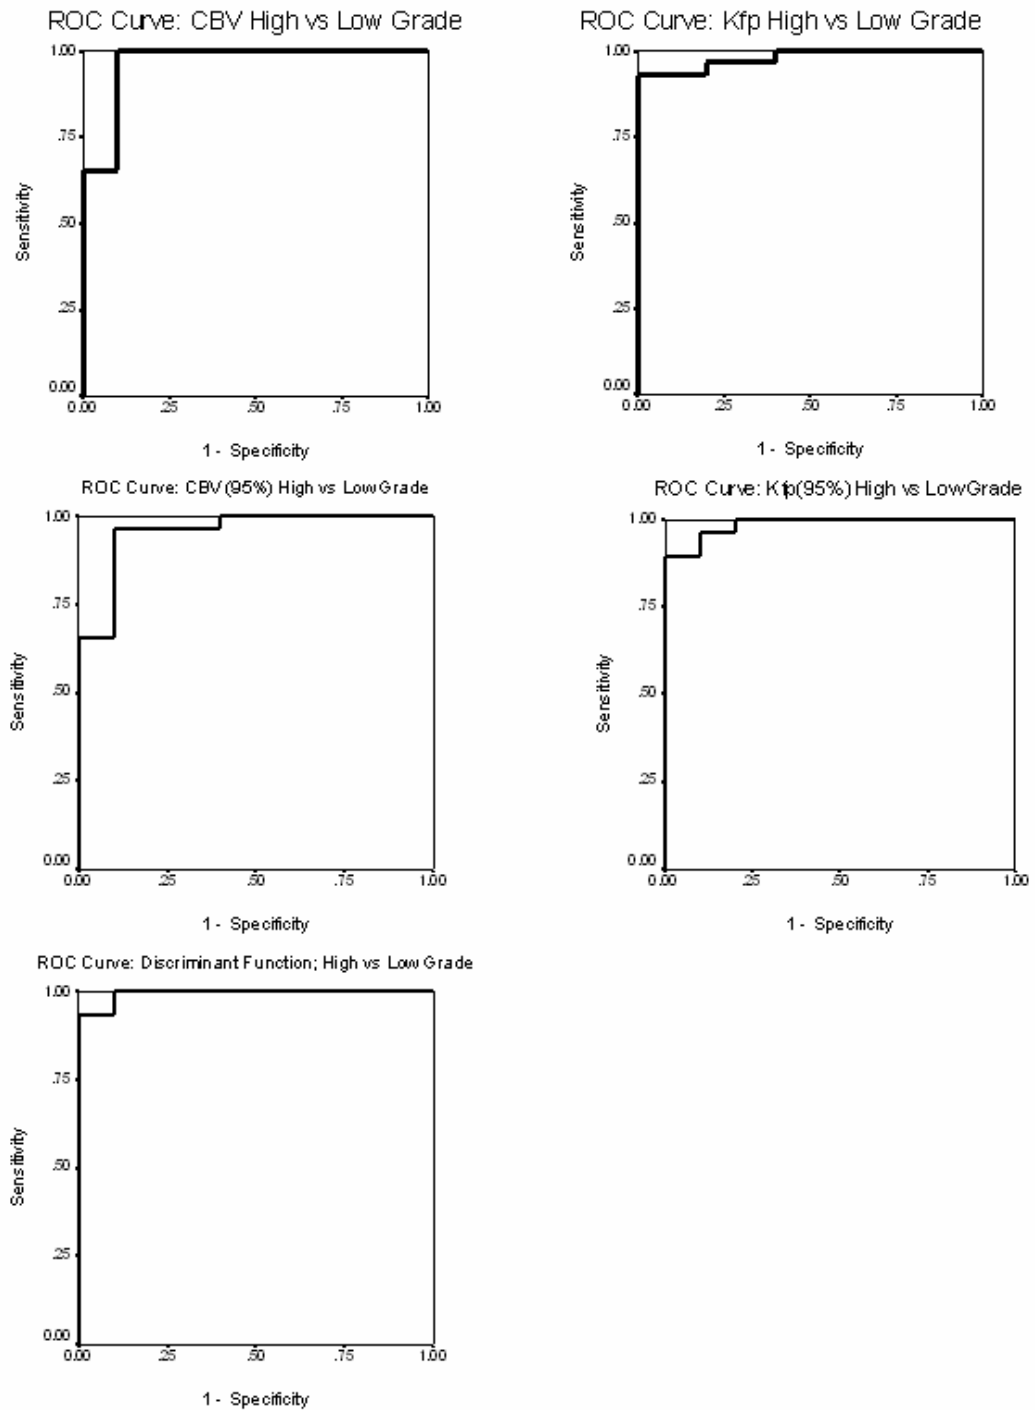 ROC Curve: CBV High vs Low Grade
1.00
.75
.50
.25
0.00
Sensitivity
0.00 .25 .50 .75 1.00
1 - Specificity
ROC Curve: Kfp High vs Low Grade
1.00
.75
.50
.25
0.00
Sensitivity
0.00 .25 .50 .75 1.00
1 - Specificity
ROC Curve: CBV (95%) High vs Low Grade
1.00
.75
.50
.25
0.00
Sensitivity
0.00 .25 .50 .75 1.00
1 - Specificity
ROC Curve: Kfp(95%) High vs Low Grade
1.00
.75
.50
.25
0.00
Sensitivity
0.00 .25 .50 .75 1.00
1 - Specificity
ROC Curve: Discriminant Function; High vs Low Grade
1.00
.75
.50
.25
0.00
Sensitivity
0.00 .25 .50 .75 1.00
1 - Specificity